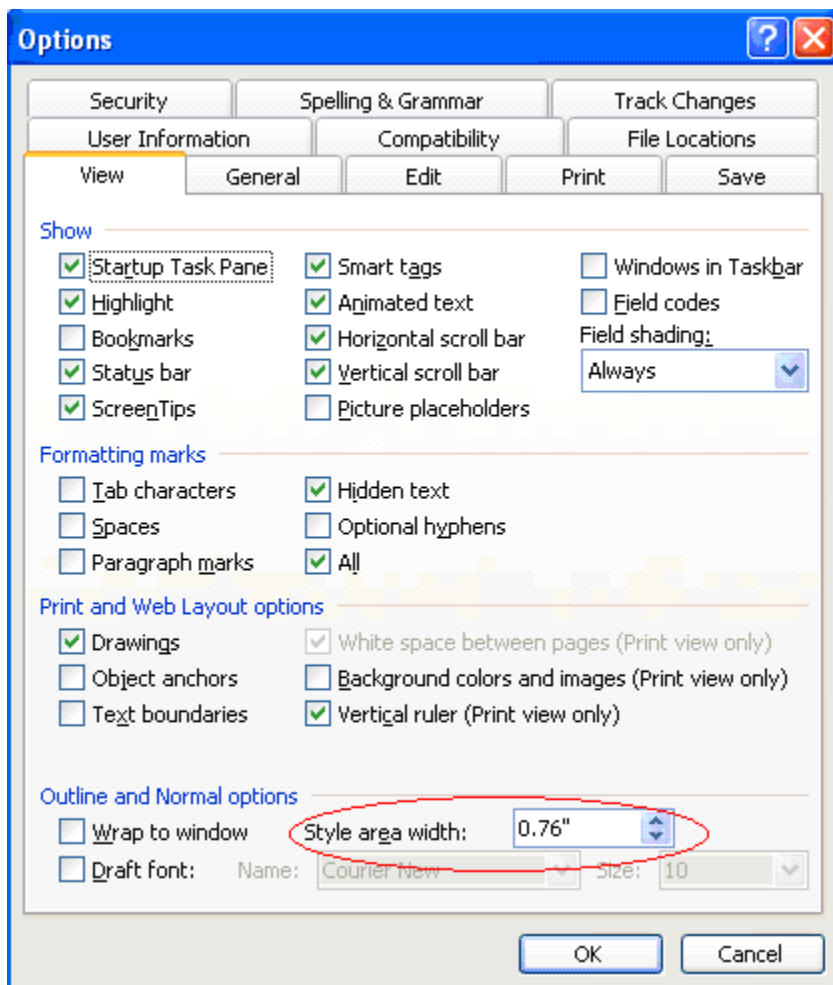 Options
Security Spelling & Grammar Track Changes
User Information Compatibility File Locations
View General Edit Print Save
Show
Startup Task Pane Smart tags Windows in Taskbar
Highlight Animated text Field codes
Bookmarks Horizontal scroll bar Field shading:
Status bar Vertical scroll bar Always
ScreenTips Picture placeholders
Formatting marks
Tab characters Hidden text
Spaces Optional hyphens
Paragraph marks All
Print and Web Layout options
Drawings White space between pages (Print view only)
Object anchors Background colors and images (Print view only)
Text boundaries Vertical ruler (Print view only)
Outline and Normal options
Wrap to window Style area width: 0.76"
Draft font: Name: Courier New Size: 10
OK Cancel